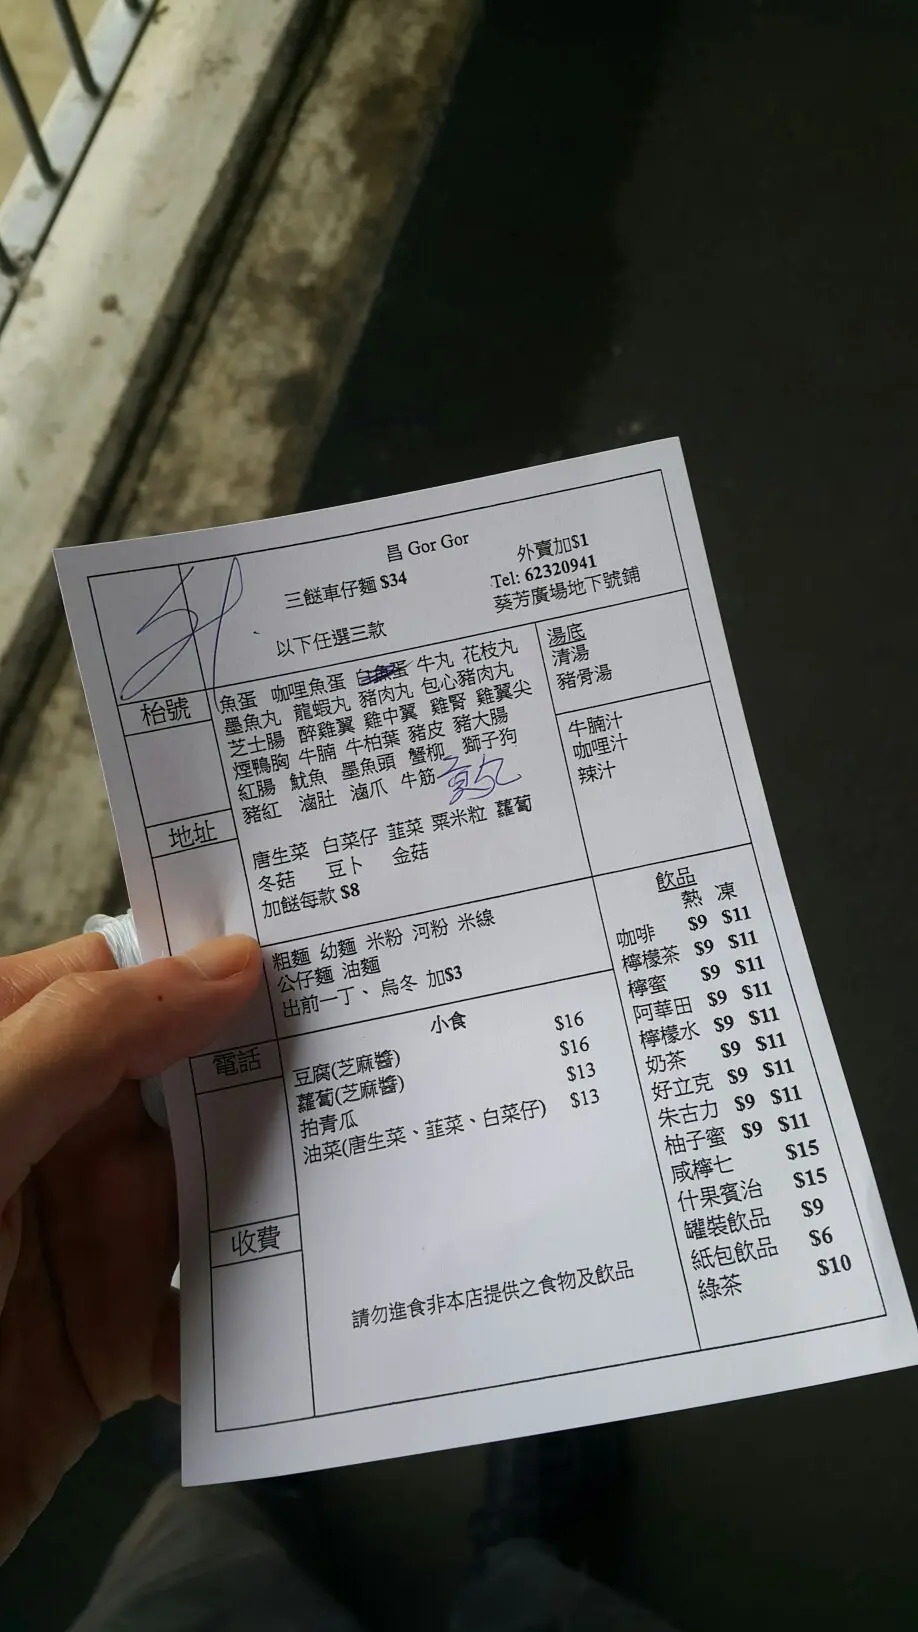 昌 Gor Gor
三餸車仔麵 $34
外賣加$1
Tel: 62320941
葵芳廣場地下號鋪
以下任選三款
枱號
魚蛋 咖哩魚蛋 白魚蛋 牛丸 花枝丸
墨魚丸 龍蝦丸 豬肉丸 包心豬肉丸
芝士腸 醉雞翼 雞中翼 雞腎 雞翼尖
煙鴨胸 牛腩 牛柏葉 豬皮 豬大腸
紅腸 魷魚 墨魚頭 蟹柳 獅子狗
豬紅 滷肚 滷爪 牛筋
唐生菜 白菜仔 韮菜 粟米粒 蘿蔔
冬菇 豆卜 金菇
加餸每款 $8
湯底
清湯
豬骨湯
牛腩汁
咖哩汁
辣汁
地址
粗麵 幼麵 米粉 河粉 米線
公仔麵 油麵
出前一丁、烏冬 加$3
電話
小食
豆腐(芝麻醬) $16
蘿蔔(芝麻醬) $16
拍青瓜 $13
油菜(唐生菜、韮菜、白菜仔) $13
收費
請勿進食非本店提供之食物及飲品
飲品
熱 凍
咖啡 $9 $11
檸檬茶 $9 $11
檸蜜 $9 $11
阿華田 $9 $11
檸檬水 $9 $11
奶茶 $9 $11
好立克 $9 $11
朱古力 $9 $11
柚子蜜 $9 $11
咸檸七 $15
什果賓治 $15
罐裝飲品 $9
紙包飲品 $6
綠茶 $10